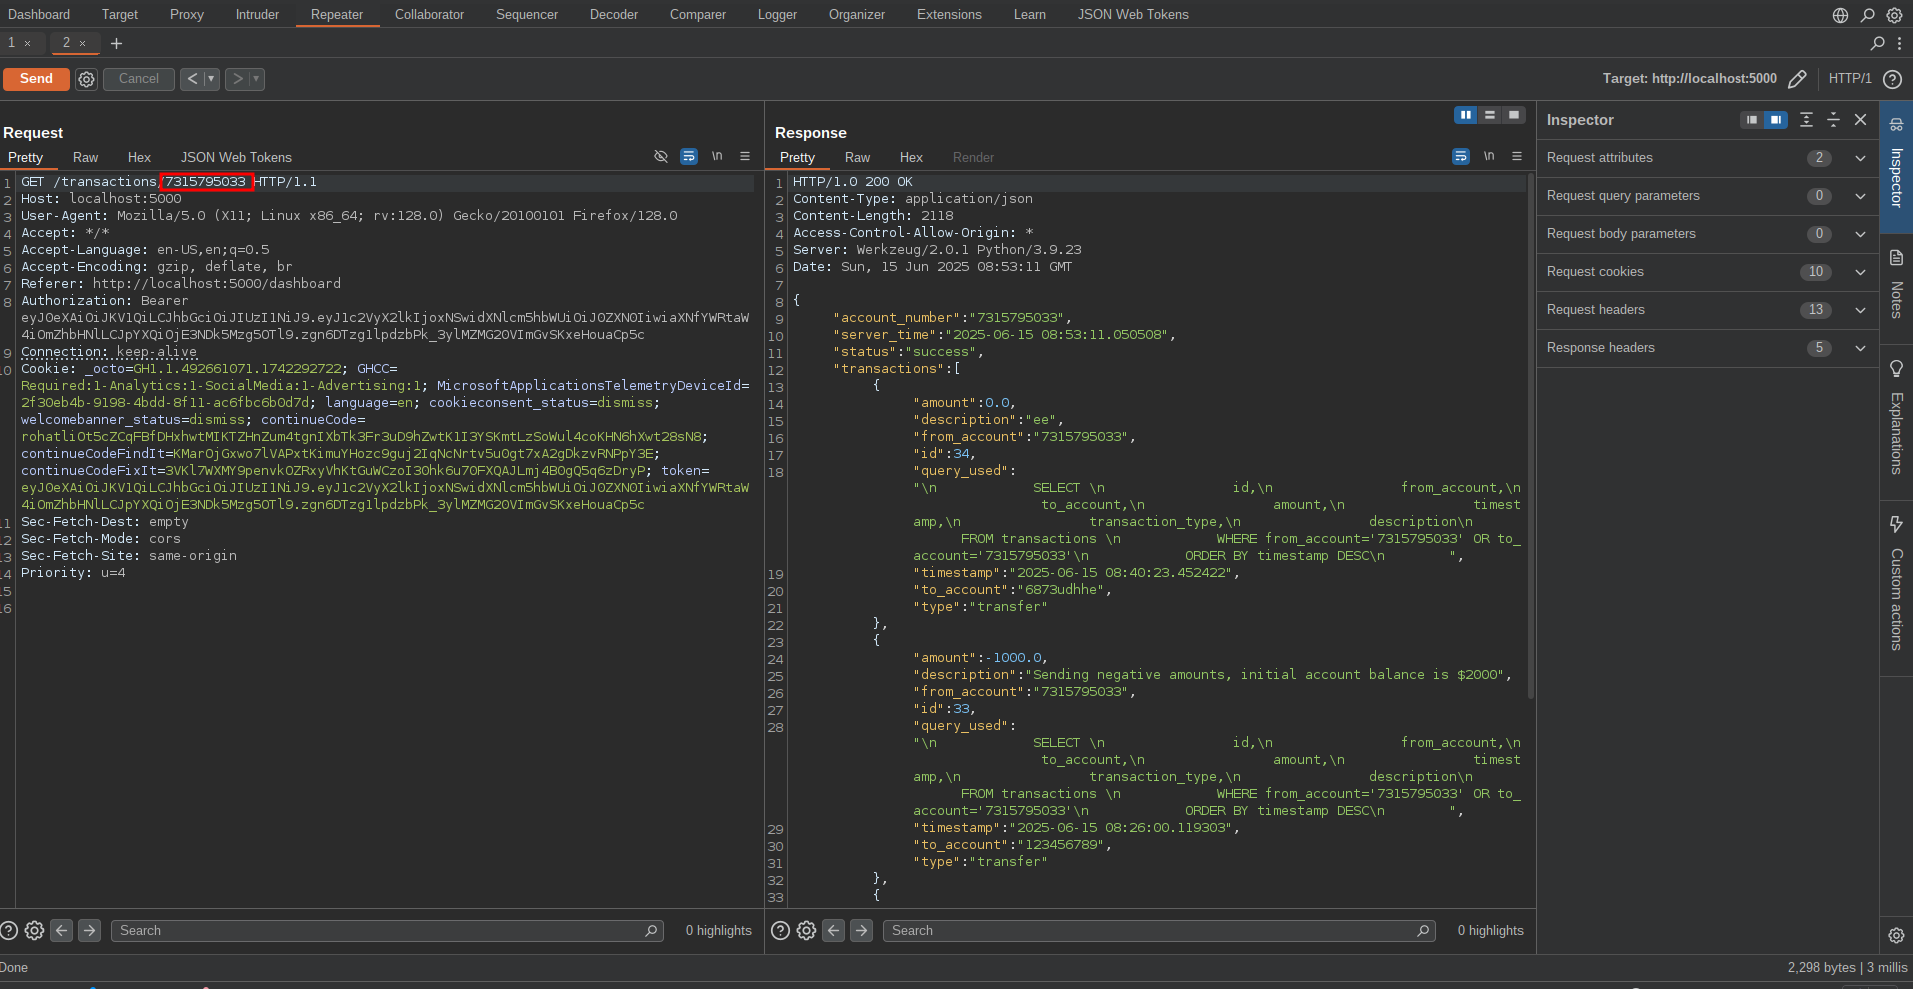 Dashboard Target Proxy Intruder Repeater Collaborator Sequencer Decoder Comparer Logger Organizer Extensions Learn JSON Web Tokens
1 × 2 × +
Send Cancel < > Target: http://localhost:5000 HTTP/1
Request
Pretty Raw Hex JSON Web Tokens \n
1 GET /transactions/7315795033 HTTP/1.1
2 Host: localhost:5000
3 User-Agent: Mozilla/5.0 (X11; Linux x86_64; rv:128.0) Gecko/20100101 Firefox/128.0
4 Accept: */*
5 Accept-Language: en-US,en;q=0.5
6 Accept-Encoding: gzip, deflate, br
7 Referer: http://localhost:5000/dashboard
8 Authorization: Bearer
9 Connection: keep-alive
10 Cookie: _octo=GH1.1.492661071.1742292722; GHCC=
Required:1-Analytics:1-SocialMedia:1-Advertising:1; MicrosoftApplicationsTelemetryDeviceId=
2f30eb4b-9198-4bdd-8f11-ac6fbc6b0d7d; language=en; cookieconsent_status=dismiss;
welcomebanner_status=dismiss; continueCode=
continueCodeFindIt=
continueCodeFixIt= token=
11 Sec-Fetch-Dest: empty
12 Sec-Fetch-Mode: cors
13 Sec-Fetch-Site: same-origin
14 Priority: u=4
15
16
Search 0 highlights
Response
Pretty Raw Hex Render \n
1 HTTP/1.0 200 OK
2 Content-Type: application/json
3 Content-Length: 2118
4 Access-Control-Allow-Origin: *
5 Server: Werkzeug/2.0.1 Python/3.9.23
6 Date: Sun, 15 Jun 2025 08:53:11 GMT
7
8 {
9 "account_number":"7315795033",
10 "server_time":"2025-06-15 08:53:11.050508",
11 "status":"success",
12 "transactions":[
13 {
14 "amount":0.0,
15 "description":"ee",
16 "from_account":"7315795033",
17 "id":34,
18 "query_used":
"\n SELECT \n id,\n from_account,\n
to_account,\n amount,\n timest
amp,\n transaction_type,\n description\n
FROM transactions \n WHERE from_account='7315795033' OR to_
account='7315795033'\n ORDER BY timestamp DESC\n ",
19 "timestamp":"2025-06-15 08:40:23.452422",
20 "to_account":"6873udhhe",
21 "type":"transfer"
22 },
23 {
24 "amount":-1000.0,
25 "description":"Sending negative amounts, initial account balance is $2000",
26 "from_account":"7315795033",
27 "id":33,
28 "query_used":
"\n SELECT \n id,\n from_account,\n
to_account,\n amount,\n timest
amp,\n transaction_type,\n description\n
FROM transactions \n WHERE from_account='7315795033' OR to_
account='7315795033'\n ORDER BY timestamp DESC\n ",
29 "timestamp":"2025-06-15 08:26:00.119303",
30 "to_account":"123456789",
31 "type":"transfer"
32 },
33 {
Search 0 highlights
Inspector
Request attributes 2
Request query parameters 0
Request body parameters 0
Request cookies 10
Request headers 13
Response headers 5
Inspector
Notes
Explanations
Custom actions
Done 2,298 bytes | 3 millis